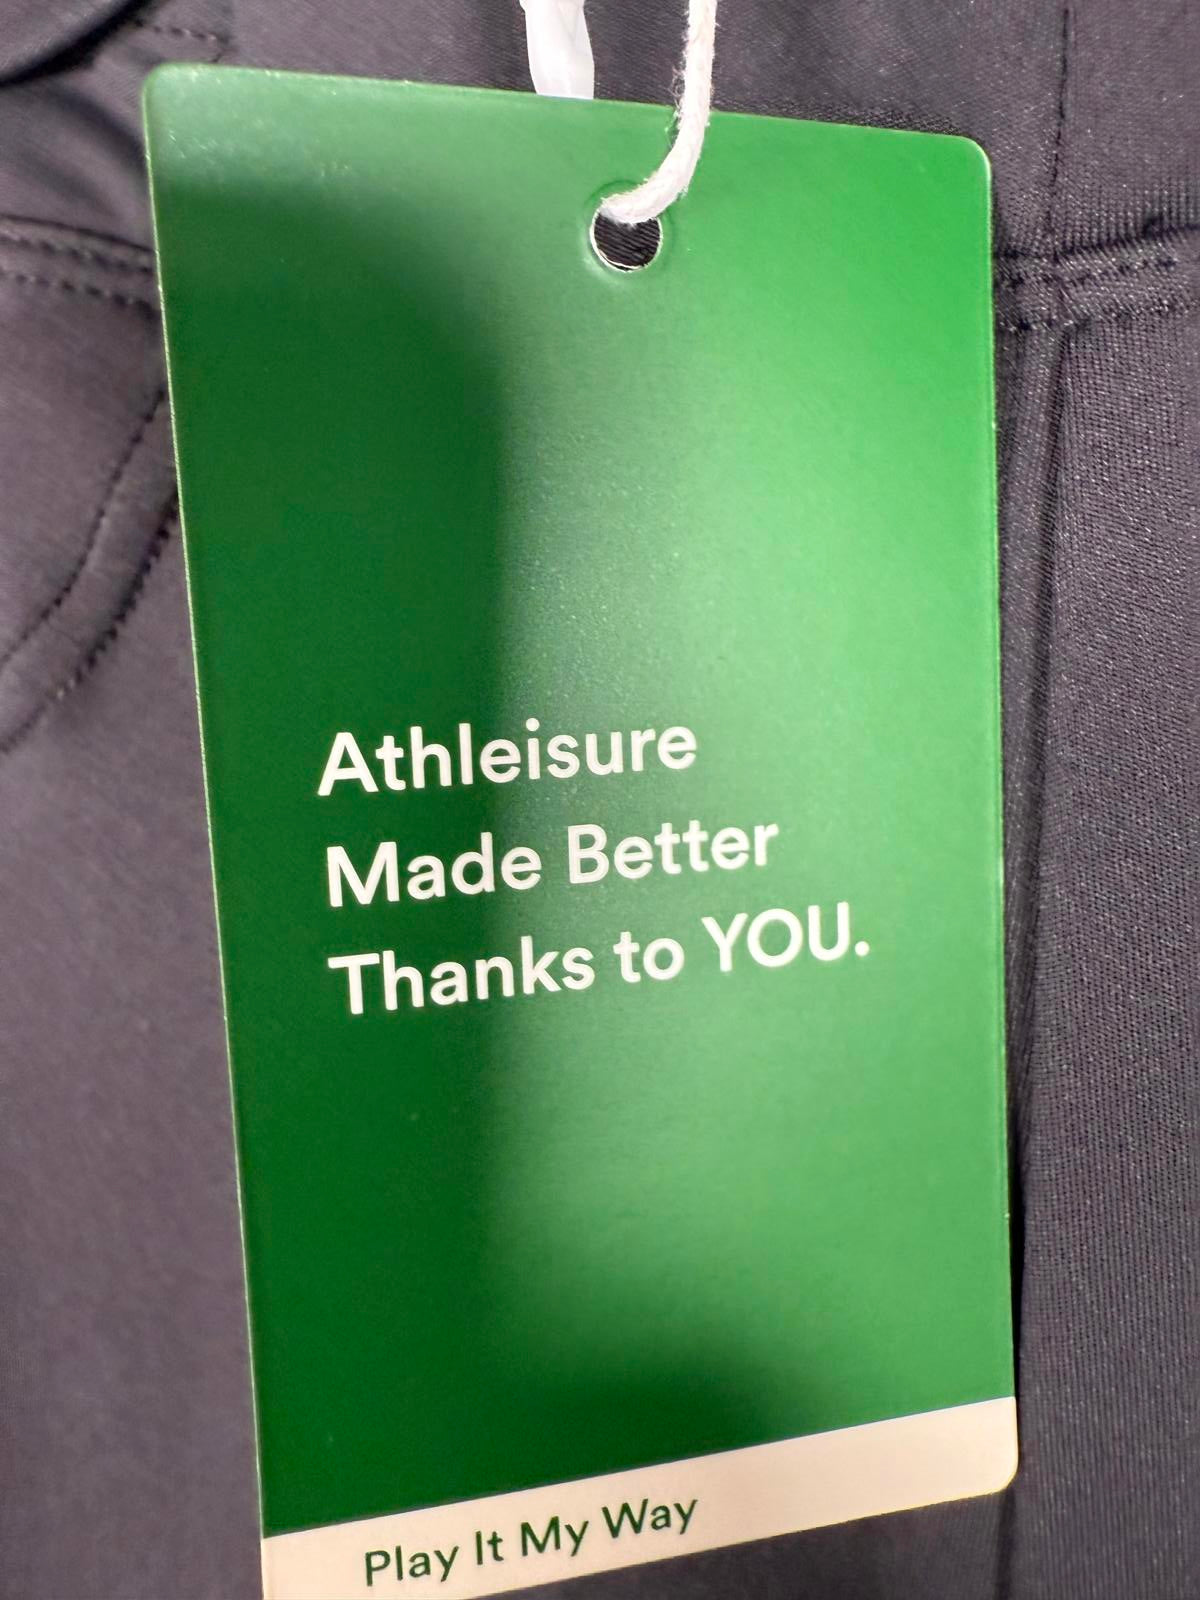 Athleisure
Made Better
Thanks to YOU.
Play It My Way